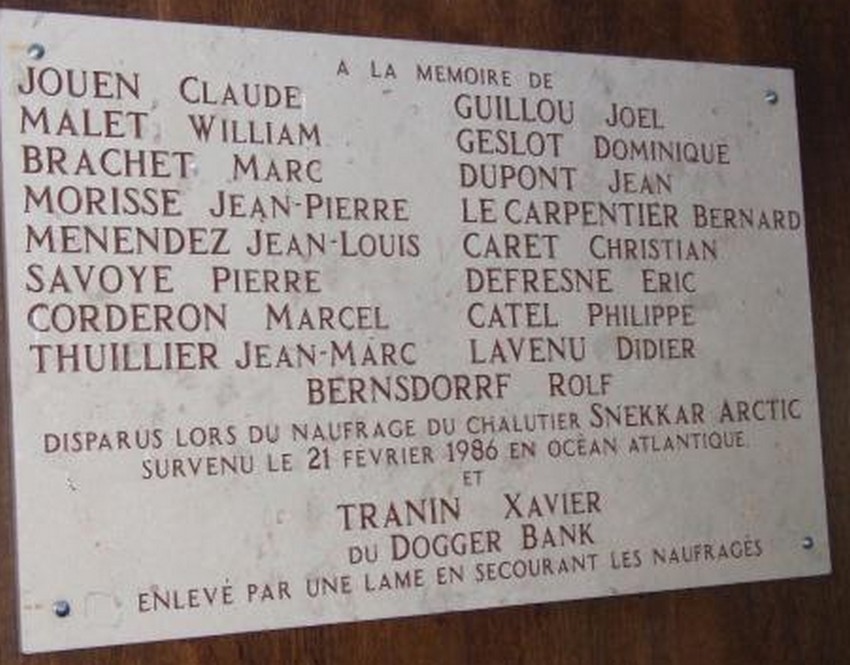 A LA MEMOIRE DE
JOUEN CLAUDE
MALET WILLIAM
BRACHET MARC
MORISSE JEAN-PIERRE
MENENDEZ JEAN-LOUIS
SAVOYE PIERRE
CORDERON MARCEL
THUILLIER JEAN-MARC
GUILLOU JOEL
GESLOT DOMINIQUE
DUPONT JEAN
LE CARPENTIER BERNARD
CARET CHRISTIAN
DEFRESNE ERIC
CATEL PHILIPPE
LAVENU DIDIER
BERNSDORRF ROLF
DISPARUS LORS DU NAUFRAGE DU CHALUTIER SNEKKAR ARCTIC
SURVENU LE 21 FÉVRIER 1986 EN OCÉAN ATLANTIQUE
ET
TRANIN XAVIER
DU DOGGER BANK
ENLEVÉ PAR UNE LAME EN SECOURANT LES NAUFRAGÉS